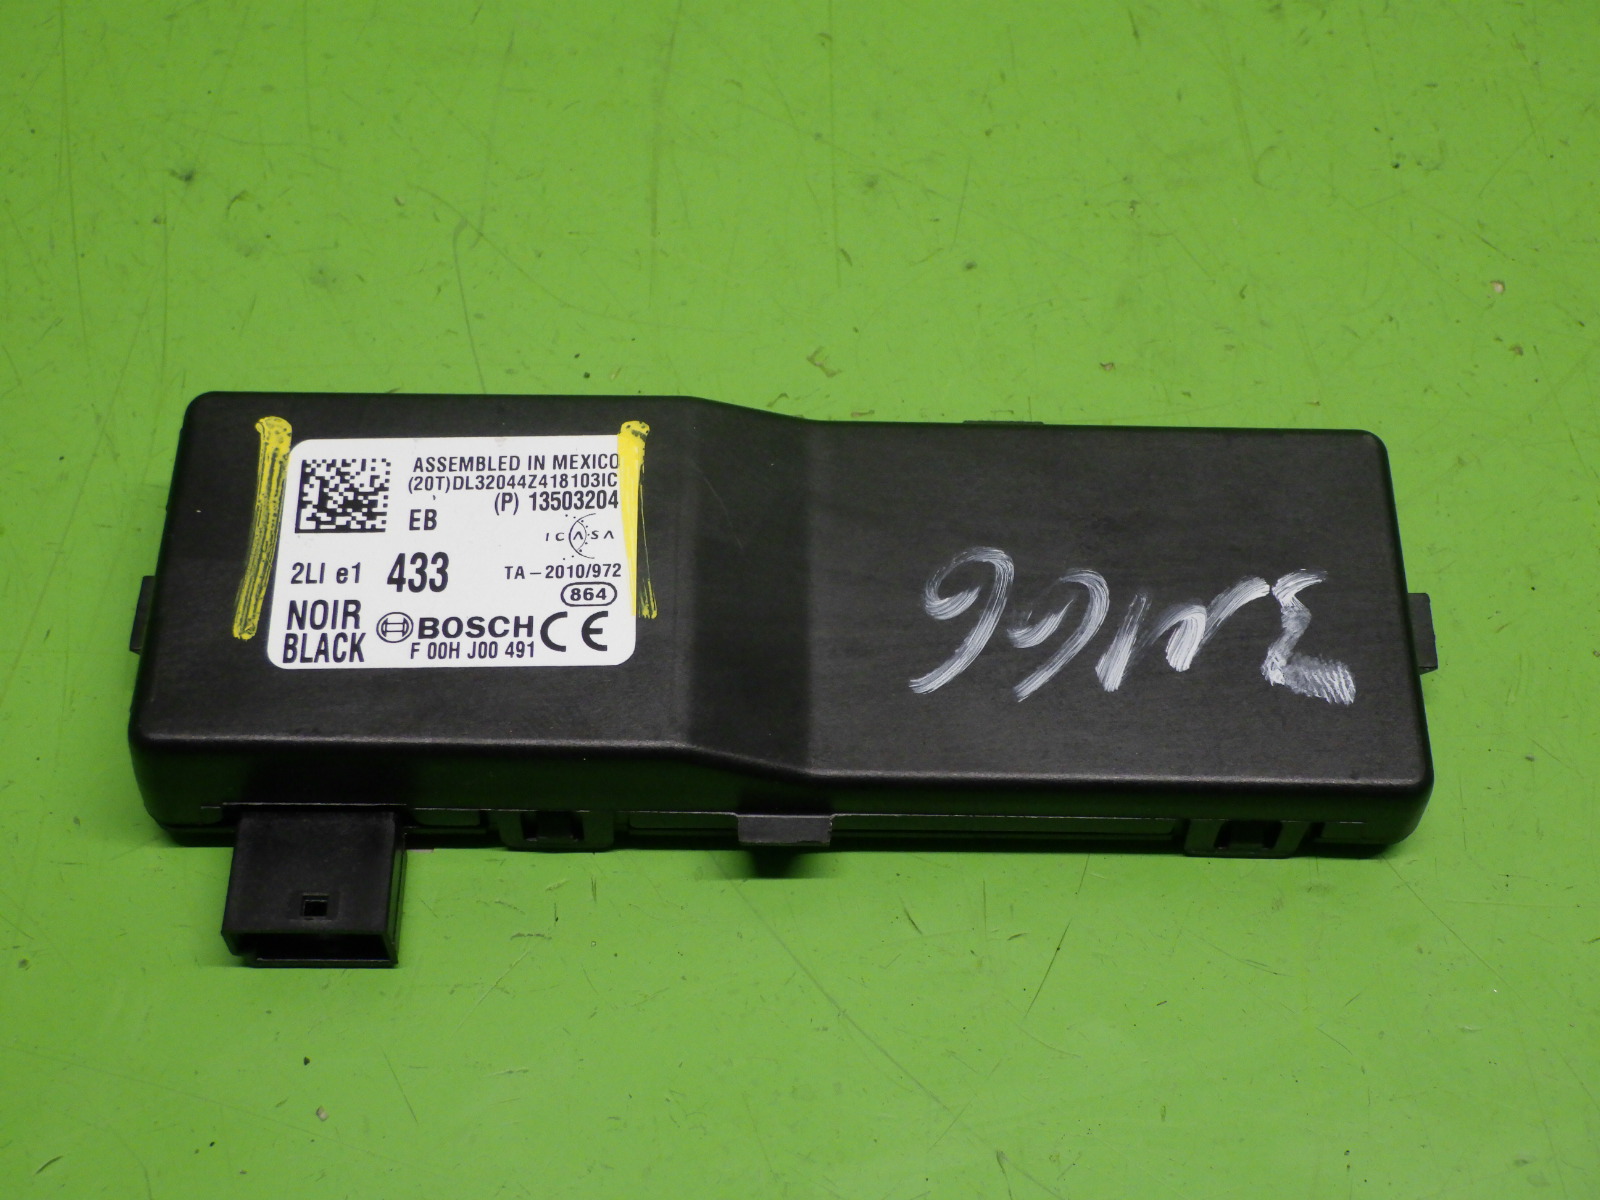 ASSEMBLED IN MEXICO
(20T)DL32044Z418103IC
(P) 13503204
EB
ICASA
2LI e1 433
TA-2010/972
864
NOIR
BLACK
BOSCH CE
F 00H J00 491